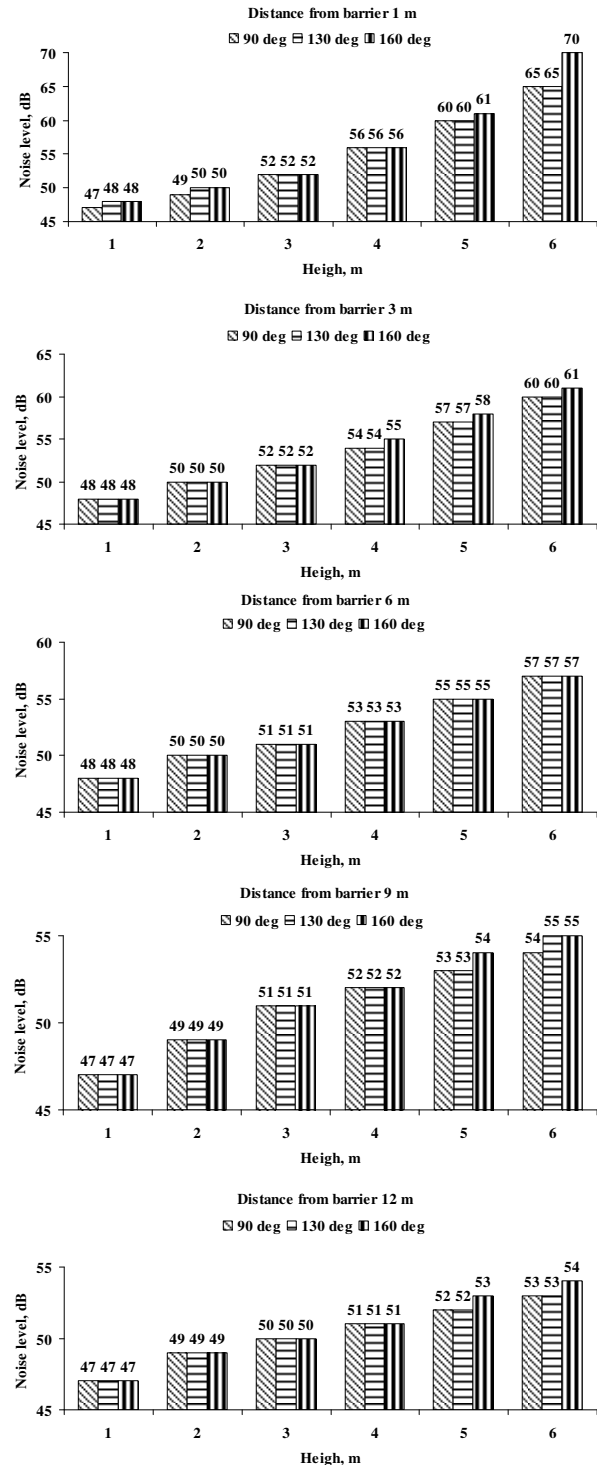 Distance from barrier 1 m
90 deg 130 deg 160 deg
Noise level, dB
70
65
60
55
50
45
47 48 48
49 50 50
52 52 52
56 56 56
60 60 61
65 65 70
1 2 3 4 5 6
Heigh, m
Distance from barrier 3 m
90 deg 130 deg 160 deg
Noise level, dB
65
60
55
50
45
48 48 48
50 50 50
52 52 52
54 54 55
57 57 58
60 60 61
1 2 3 4 5 6
Heigh, m
Distance from barrier 6 m
90 deg 130 deg 160 deg
Noise level, dB
60
55
50
45
48 48 48
50 50 50
51 51 51
53 53 53
55 55 55
57 57 57
1 2 3 4 5 6
Heigh, m
Distance from barrier 9 m
90 deg 130 deg 160 deg
Noise level, dB
55
50
45
47 47 47
49 49 49
51 51 51
52 52 52
53 53 54
54 55 55
1 2 3 4 5 6
Heigh, m
Distance from barrier 12 m
90 deg 130 deg 160 deg
Noise level, dB
55
50
45
47 47 47
49 49 49
50 50 50
51 51 51
52 52 53
53 53 54
1 2 3 4 5 6
Heigh, m